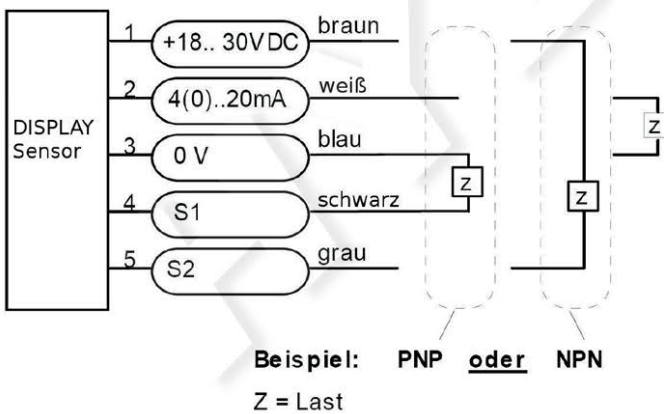 1 +18.. 30VDC braun
2 4(0)..20mA weiß
DISPLAY
Sensor
3 0 V blau
Z
Z
Z
4 S1 schwarz
5 S2 grau
Beispiel: PNP oder NPN
Z = Last